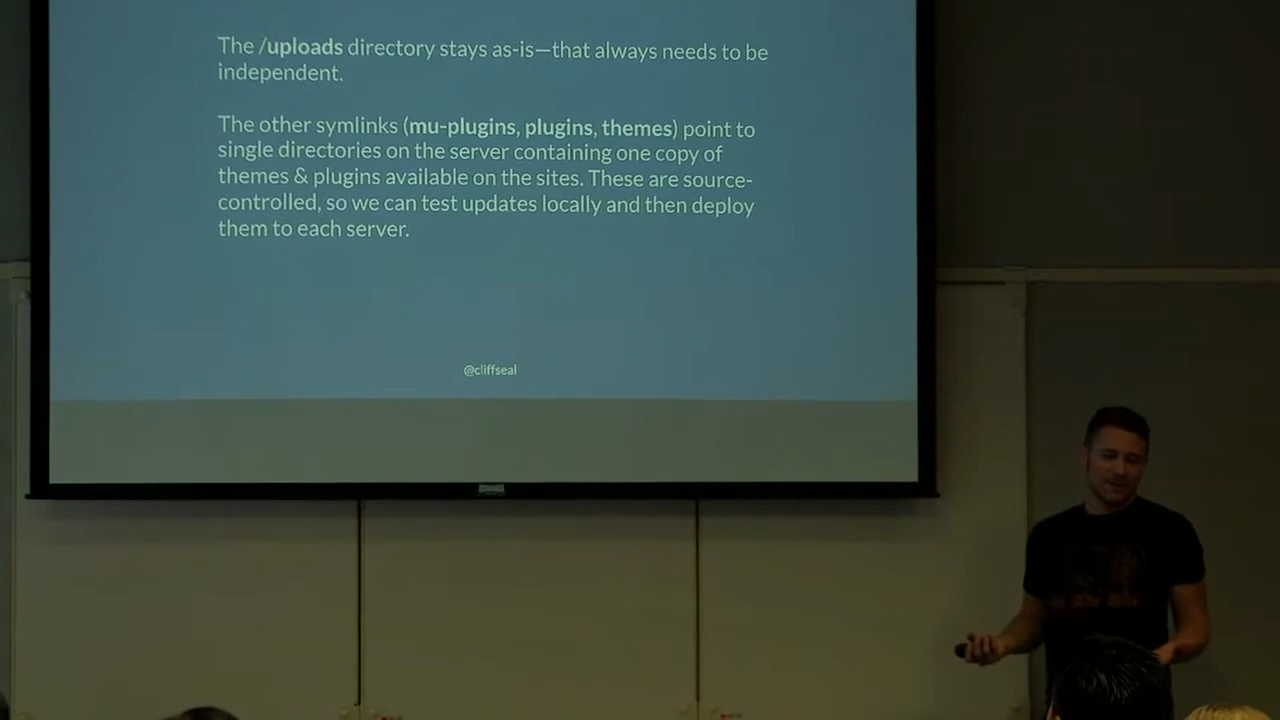 The /uploads directory stays as-is—that always needs to be
independent.
The other symlinks (mu-plugins, plugins, themes) point to
single directories on the server containing one copy of
themes & plugins available on the sites. These are source-
controlled, so we can test updates locally and then deploy
them to each server.
@cliffseal